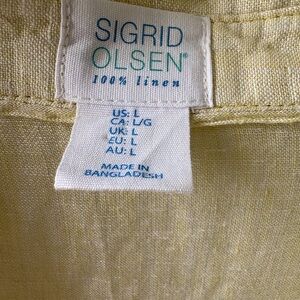 SIGRID
OLSEN®
100% linen
US: L
CA: L/G
UK: L
EU: L
AU: L
MADE IN
BANGLADESH